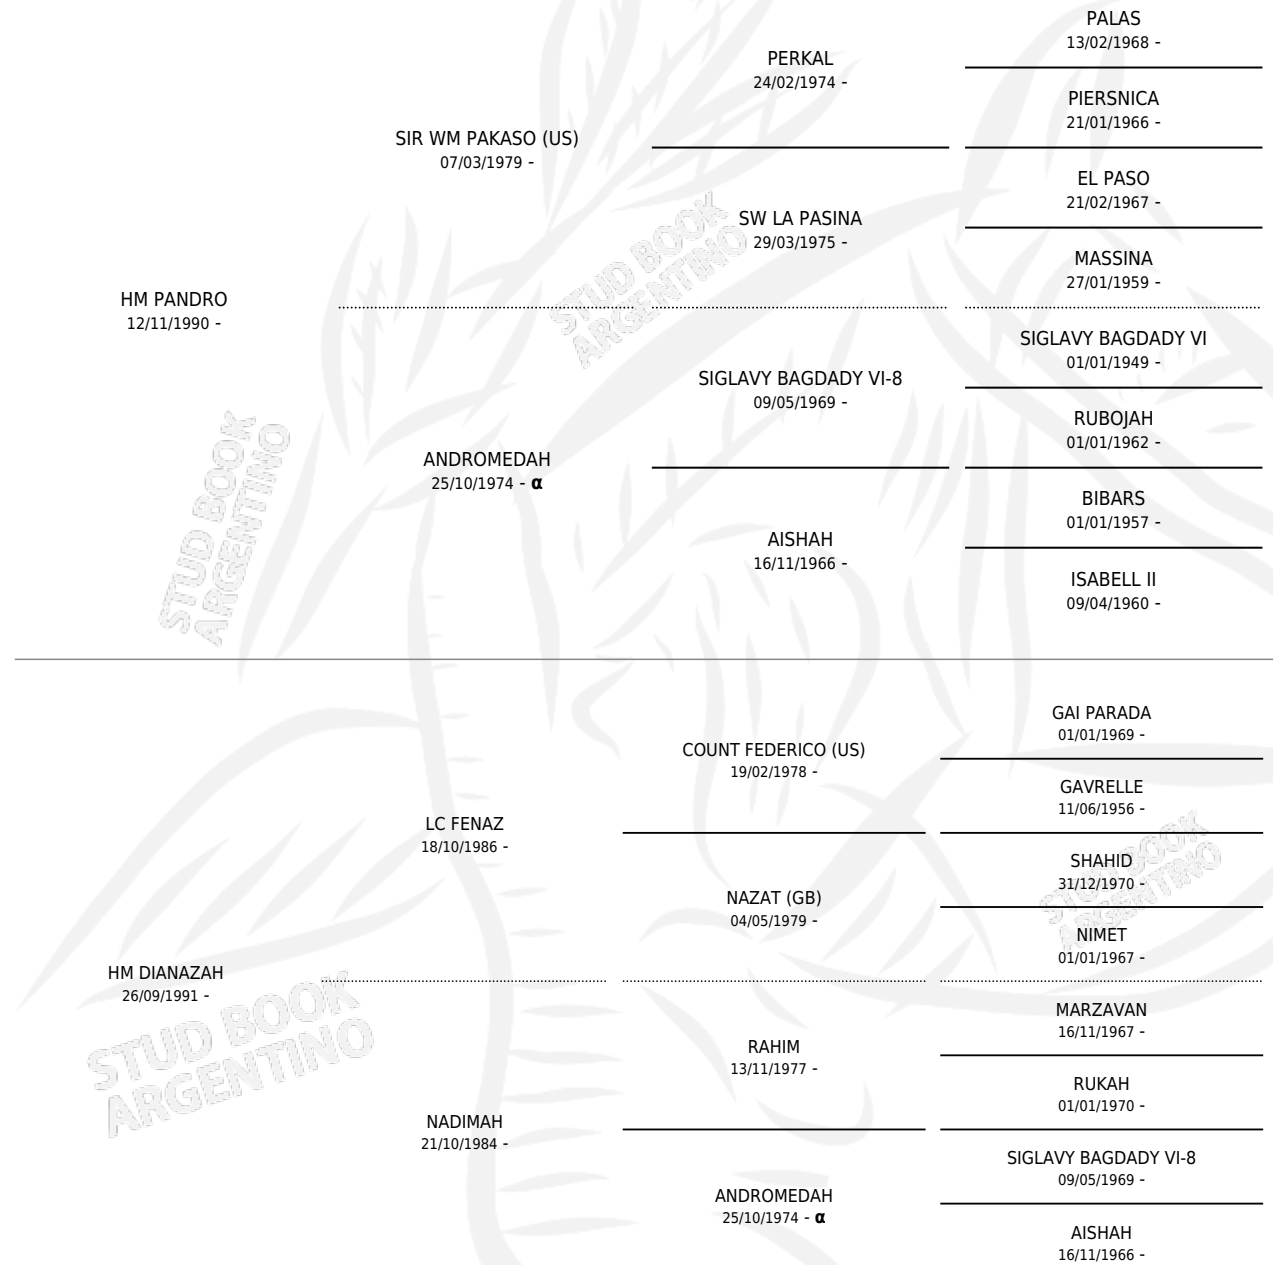 PALAS
13/02/1968 -
PERKAL
24/02/1974 -
PIERSNICA
21/01/1966 -
SIR WM PAKASO (US)
07/03/1979 -
EL PASO
21/02/1967 -
SW LA PASINA
29/03/1975 -
MASSINA
27/01/1959 -
HM PANDRO
12/11/1990 -
SIGLAVY BAGDADY VI
01/01/1949 -
SIGLAVY BAGDADY VI-8
09/05/1969 -
RUBOJAH
01/01/1962 -
ANDROMEDAH
25/10/1974 - α
BIBARS
01/01/1957 -
AISHAH
16/11/1966 -
ISABELL II
09/04/1960 -
STUD BOOK
ARGENTINO
STUD BOOK
ARGENTINO
GAI PARADA
01/01/1969 -
COUNT FEDERICO (US)
19/02/1978 -
GAVRELLE
11/06/1956 -
LC FENAZ
18/10/1986 -
SHAHID
31/12/1970 -
NAZAT (GB)
04/05/1979 -
NIMET
01/01/1967 -
STUD BOOK
ARGENTINO
HM DIANAZAH
26/09/1991 -
MARZAVAN
16/11/1967 -
RAHIM
13/11/1977 -
RUKAH
01/01/1970 -
NADIMAH
21/10/1984 -
SIGLAVY BAGDADY VI-8
09/05/1969 -
ANDROMEDAH
25/10/1974 - α
AISHAH
16/11/1966 -
STUD BOOK
ARGENTINO